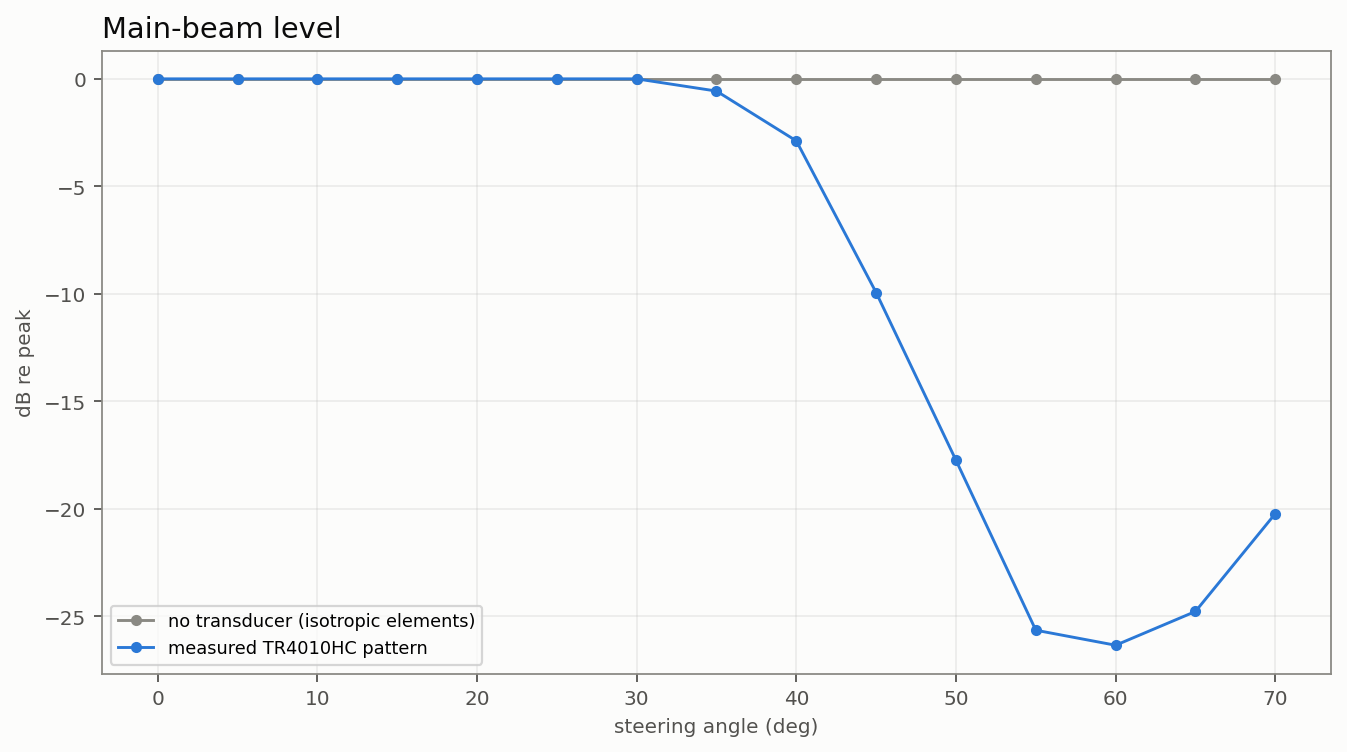 Main-beam level
0
−5
−10
−15
−20
−25
dB re peak
no transducer (isotropic elements)
measured TR4010HC pattern
0 10 20 30 40 50 60 70
steering angle (deg)